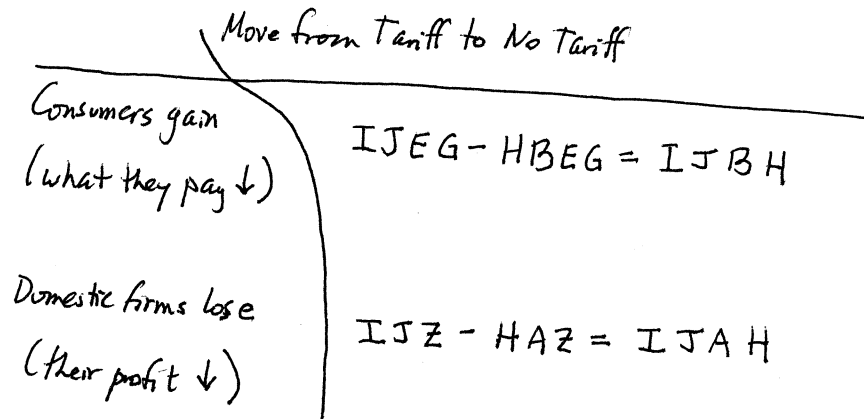 Move from Tariff to No Tariff
Consumers gain
(what they pay ↓)
IJEG - HBEG = IJBH
Domestic firms lose
(their profit ↓)
IJZ - HAZ = IJAH